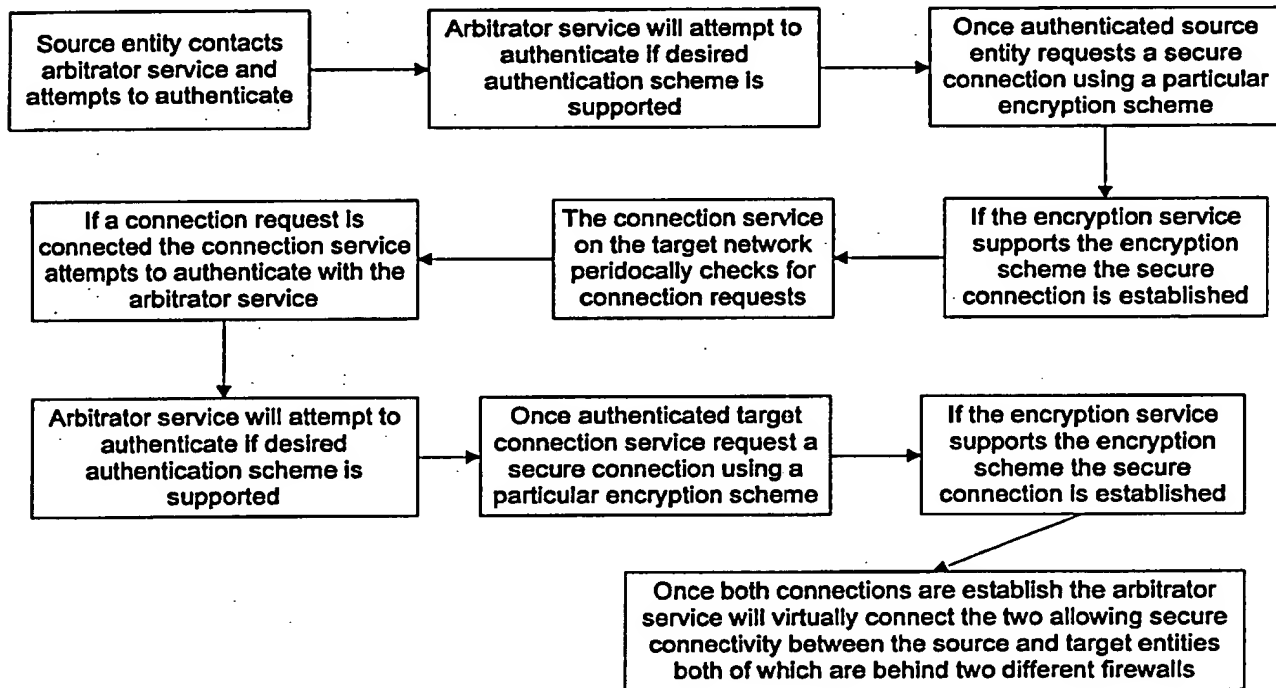 Source entity contacts
arbitrator service and
attempts to authenticate
Arbitrator service will attempt to
authenticate if desired
authentication scheme is
supported
Once authenticated source
entity requests a secure
connection using a particular
encryption scheme
If the encryption service
supports the encryption
scheme the secure
connection is established
The connection service
on the target network
peridocally checks for
connection requests
If a connection request is
connected the connection service
attempts to authenticate with the
arbitrator service
Arbitrator service will attempt to
authenticate if desired
authentication scheme is
supported
Once authenticated target
connection service request a
secure connection using a
particular encryption scheme
If the encryption service
supports the encryption
scheme the secure
connection is established
Once both connections are establish the arbitrator
service will virtually connect the two allowing secure
connectivity between the source and target entities
both of which are behind two different firewalls